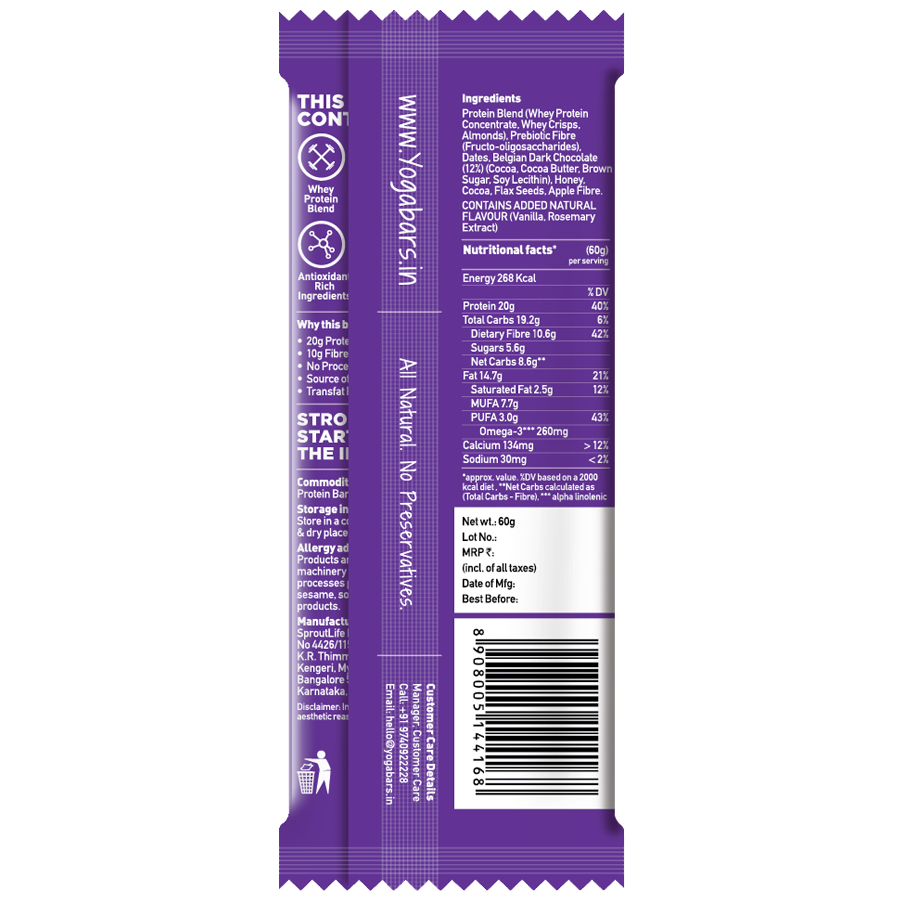 THIS
CONT
Whey
Protein
Blend
Antioxidan
Rich
Ingredients
Why this b
• 20g Prote
• 10g Fibre
• No Proce
• Source of
• Transfat
STRO
START
THE I
Commodit
Protein Bar
Storage in
Store in a co
& dry place
Allergy ad
Products ar
machinery
processes
sesame, so
products.
Manufactu
SproutLife
No 4426/11
K.R. Thimm
Kengeri, My
Bangalore
Karnataka,
Disclaimer: In
aesthetic rea
www.Yogabars.in
All Natural. No Preservatives.
Customer Care Details
Manager, Customer Care
Call: +91 9740922228
Email: hello@yogabars.in
Ingredients
Protein Blend (Whey Protein
Concentrate, Whey Crisps,
Almonds), Prebiotic Fibre
(Fructo-oligosaccharides),
Dates, Belgian Dark Chocolate
(12%) (Cocoa, Cocoa Butter, Brown
Sugar, Soy Lecithin), Honey,
Cocoa, Flax Seeds, Apple Fibre.
CONTAINS ADDED NATURAL
FLAVOUR (Vanilla, Rosemary
Extract)
Nutritional facts* (60g)
per serving
Energy 268 Kcal
% DV
Protein 20g 40%
Total Carbs 19.2g 6%
Dietary Fibre 10.6g 42%
Sugars 5.6g
Net Carbs 8.6g**
Fat 14.7g 21%
Saturated Fat 2.5g 12%
MUFA 7.7g
PUFA 3.0g 43%
Omega-3*** 260mg
Calcium 134mg > 12%
Sodium 30mg < 2%
*approx. value. %DV based on a 2000
kcal diet . **Net Carbs calculated as
(Total Carbs - Fibre), *** alpha linolenic
Net wt.: 60g
Lot No.:
MRP ₹:
(incl. of all taxes)
Date of Mfg:
Best Before:
8 908005 144168